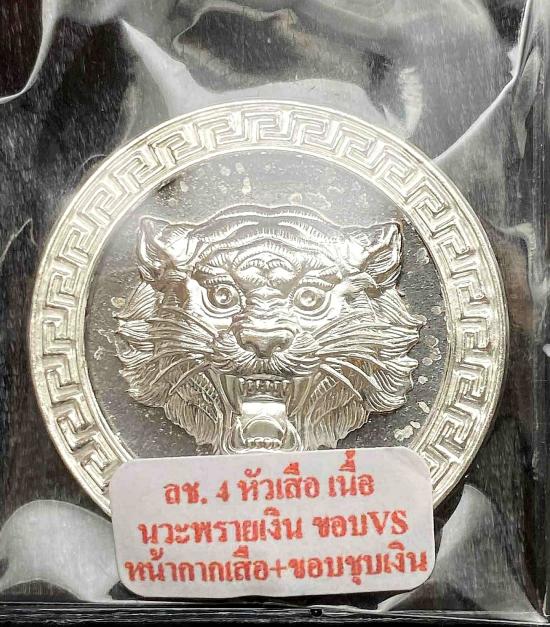 ลช. 4 หัวเสือ เนื้อ
นวะพรายเงิน ขอบVS
หน้ากากเสือ+ขอบชุบเงิน